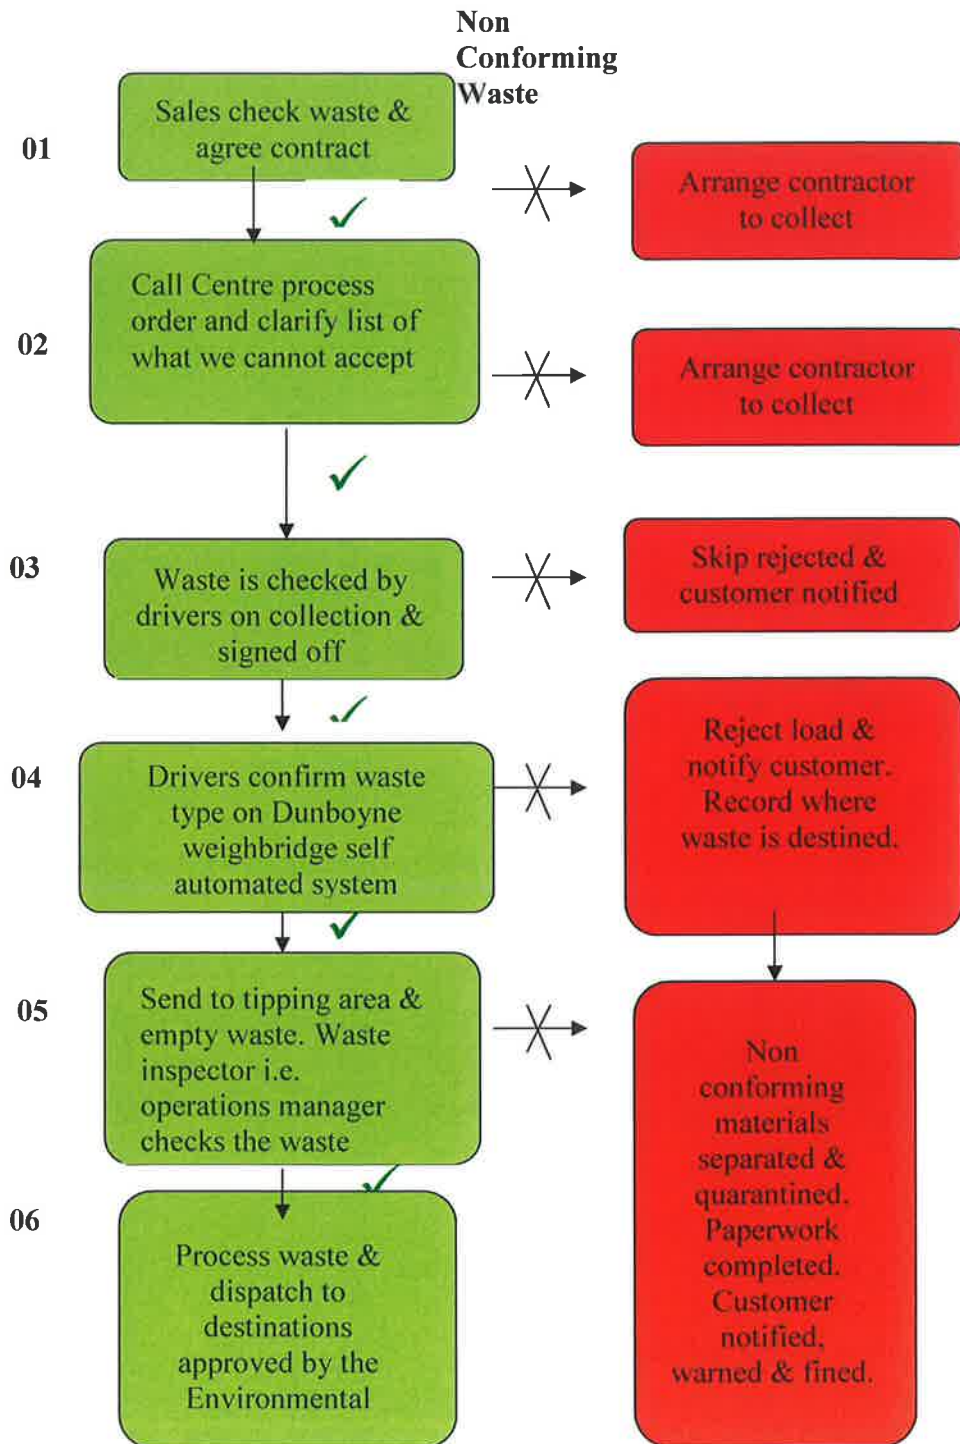 Non
Conforming
Waste
01
Sales check waste &
agree contract
Arrange contractor
to collect
02
Call Centre process
order and clarify list of
what we cannot accept
Arrange contractor
to collect
03
Waste is checked by
drivers on collection &
signed off
Skip rejected &
customer notified
04
Drivers confirm waste
type on Dunboyne
weighbridge self
automated system
Reject load &
notify customer.
Record where
waste is destined.
05
Send to tipping area &
empty waste. Waste
inspector i.e.
operations manager
checks the waste
Non
conforming
materials
separated &
quarantined.
Paperwork
completed.
Customer
notified,
warned & fined.
06
Process waste &
dispatch to
destinations
approved by the
Environmental